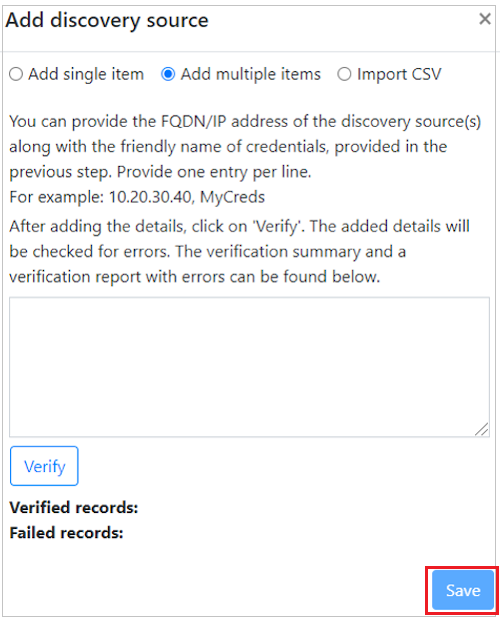 Add discovery source ×
Add single item Add multiple items Import CSV
You can provide the FQDN/IP address of the discovery source(s)
along with the friendly name of credentials, provided in the
previous step. Provide one entry per line.
For example: 10.20.30.40, MyCreds
After adding the details, click on 'Verify'. The added details will
be checked for errors. The verification summary and a
verification report with errors can be found below.
Verify
Verified records:
Failed records:
Save